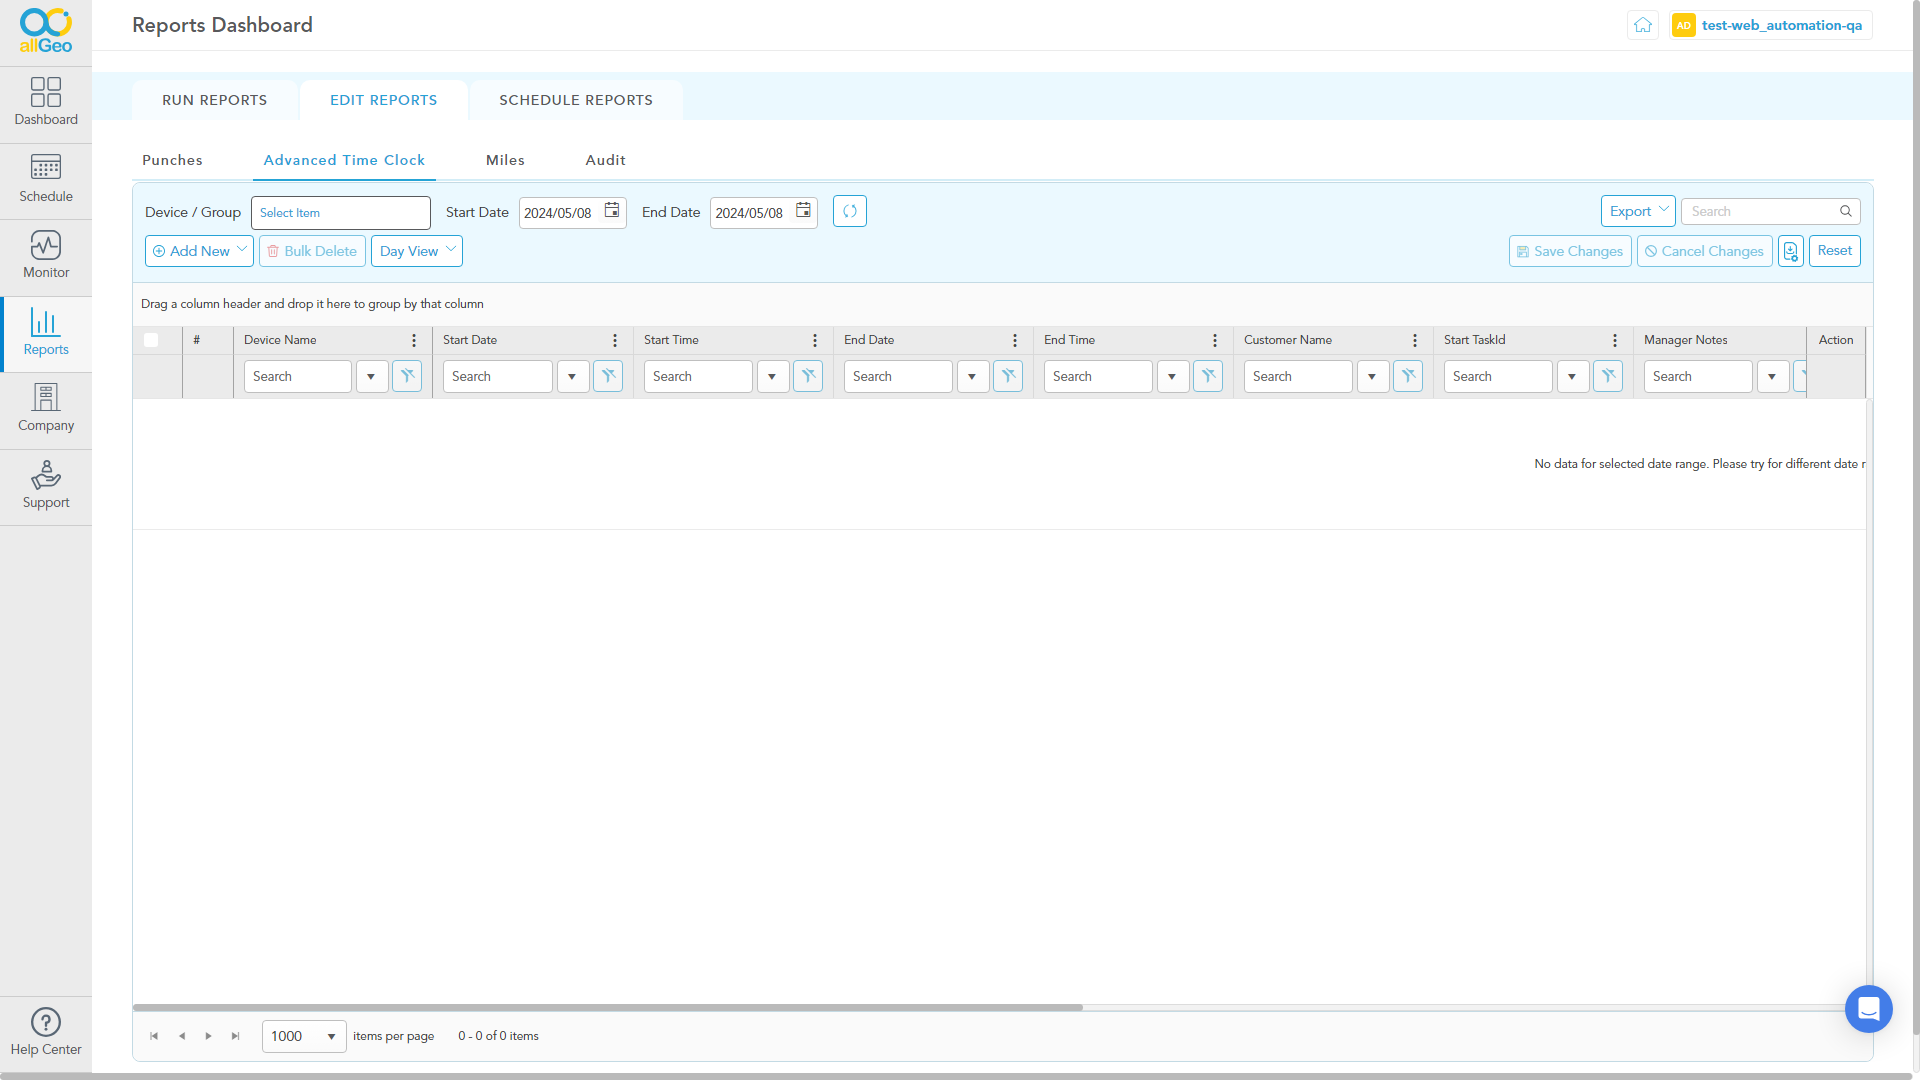 Reports Dashboard
AD test-web_automation-qa
allGeo
Dashboard
Schedule
Monitor
Reports
Company
Support
Help Center
RUN REPORTS EDIT REPORTS SCHEDULE REPORTS
Punches Advanced Time Clock Miles Audit
Device / Group Select Item Start Date 2024/05/08 End Date 2024/05/08 Export Search
Add New Bulk Delete Day View Save Changes Cancel Changes Reset
Drag a column header and drop it here to group by that column
# Device Name Start Date Start Time End Date End Time Customer Name Start TaskId Manager Notes Action
Search Search Search Search Search Search Search Search
No data for selected date range. Please try for different date r
1000 items per page 0 - 0 of 0 items